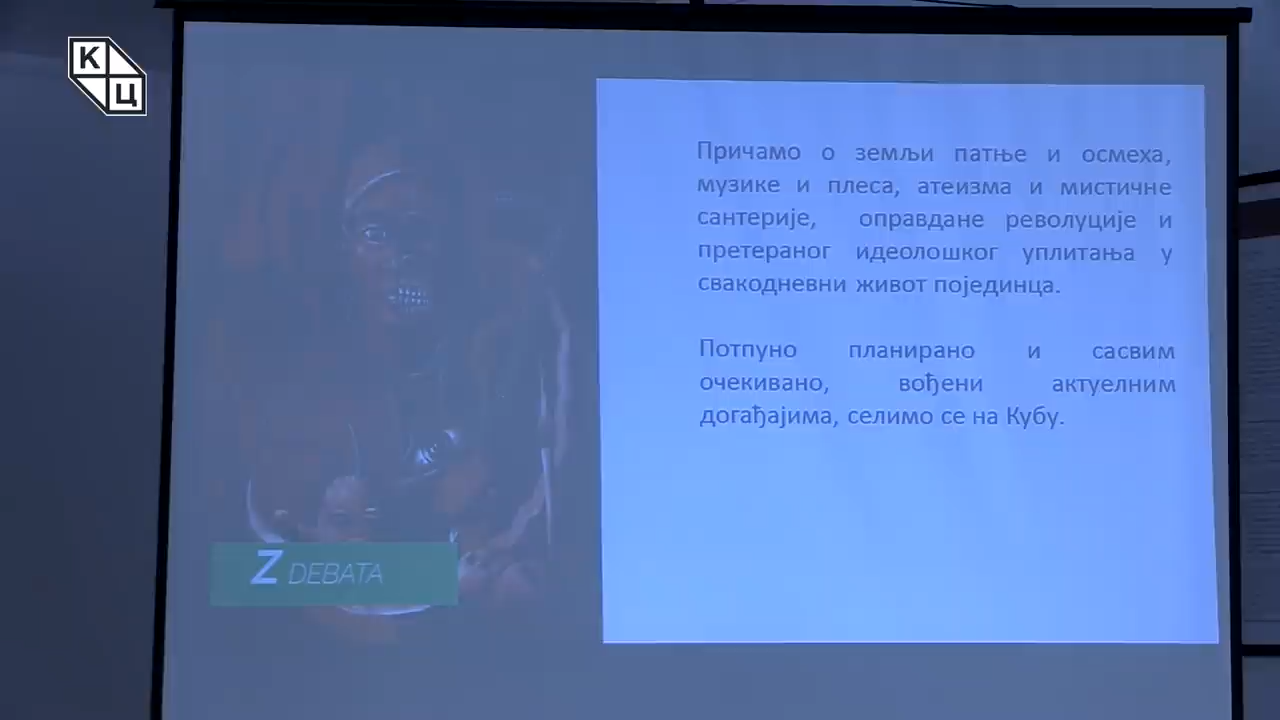 К
Ц
Причамо о земљи патње и осмеха,
музике и плеса, атеизма и мистичне
сантерије, оправдане револуције и
претераног идеолошког уплитања у
свакодневни живот појединца.
Потпуно планирано и сасвим
очекивано, вођени актуелним
догађајима, селимо се на Кубу.
Z DEBATA